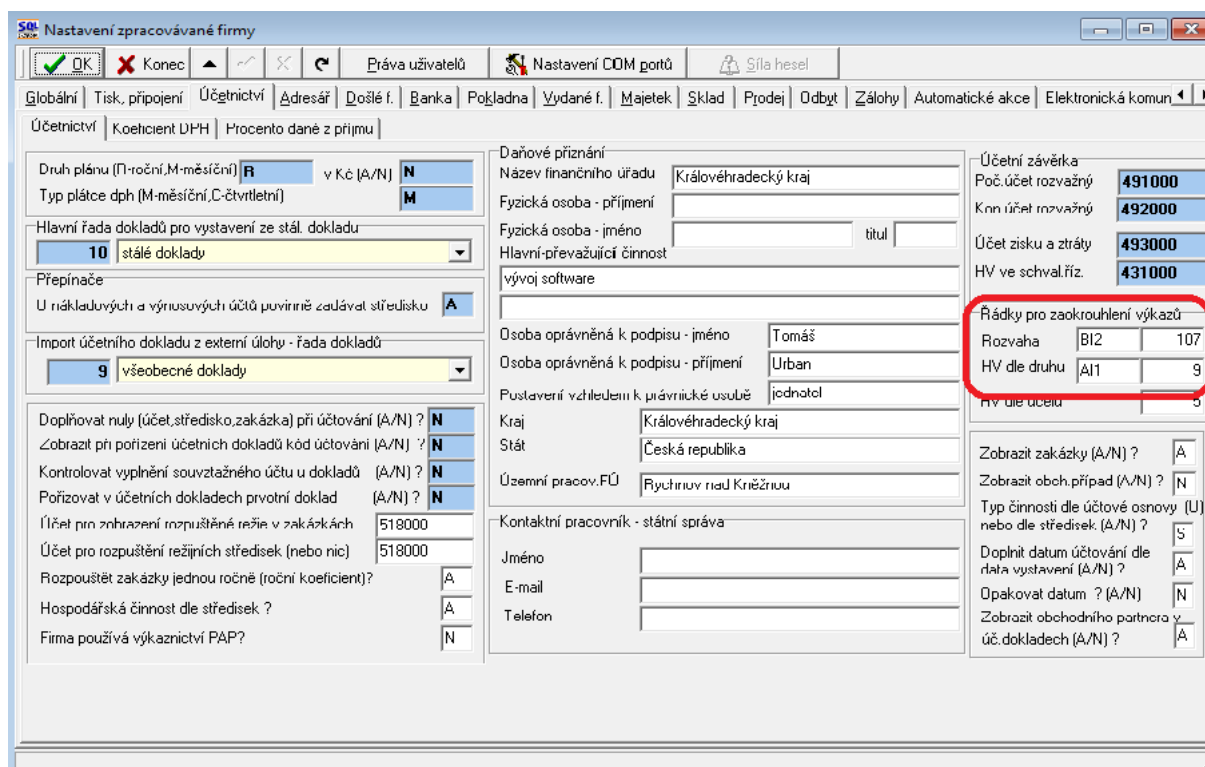 Nastavení zpracovávané firmy
OK Konec Práva uživatelů Nastavení COM portů Síla hesel
Globální Tisk, připojení Účetnictví Adresář Došlé f. Banka Pokladna Vydané f. Majetek Sklad Prodej Odbyt Zálohy Automatické akce Elektronická komun
Účetnictví Koeficient DPH Procento daně z příjmu
Druh plánu (R-roční,M-měsíční) R v Kč (A/N) N
Typ plátce dph (M-měsíční,C-čtvrtletní) M
Hlavní řada dokladů pro vystavení ze stál. dokladu
10 stálé doklady
Přepínače
U nákladových a výnosových účtů povinně zadávat středisko A
Import účetního dokladu z externí úlohy - řada dokladů
9 všeobecné doklady
Doplňovat nuly (účet,středisko,zakázka) při účtování (A/N) ? N
Zobrazit při pořízení účetních dokladů kód účtování (A/N) ? N
Kontrolovat vyplnění souvztažného účtu u dokladů (A/N) ? N
Pořizovat v účetních dokladech prvotní doklad (A/N) ? N
Účet pro zobrazení rozpuštěné režie v zakázkách 518000
Účet pro rozpuštění režijních středisek (nebo nic) 518000
Rozpouštět zakázky jednou ročně (roční koeficient)? A
Hospodářská činnost dle středisek ? A
Firma používá výkaznictví PAP? N
Daňové přiznání
Název finančního úřadu Královéhradecký kraj
Fyzická osoba - příjmení
Fyzická osoba - jméno titul
Hlavní-převažující činnost
vývoj software
Osoba oprávněná k podpisu - jméno Tomáš
Osoba oprávněná k podpisu - příjmení Urban
Postavení vzhledem k právnické osobě jednatel
Kraj Královéhradecký kraj
Stát Česká republika
Územní pracov.FÚ Rychnov nad Kněžnou
Kontaktní pracovník - státní správa
Jméno
E-mail
Telefon
Účetní závěrka
Poč.účet rozvažný 491000
Kon.účet rozvažný 492000
Účet zisku a ztráty 493000
HV ve schval.říz. 431000
Řádky pro zaokrouhlení výkazů
Rozvaha BI2 107
HV dle druhu AI1 9
HV dle účelu 5
Zobrazit zakázky (A/N) ? A
Zobrazit obch.případ (A/N) ? N
Typ činnosti dle účtové osnovy (U)
nebo dle středisek (A/N) ? S
Doplnit datum účtování dle
data vystavení (A/N) ? A
Opakovat datum ? (A/N) N
Zobrazit obchodního partnera v
úč.dokladech (A/N) ? A